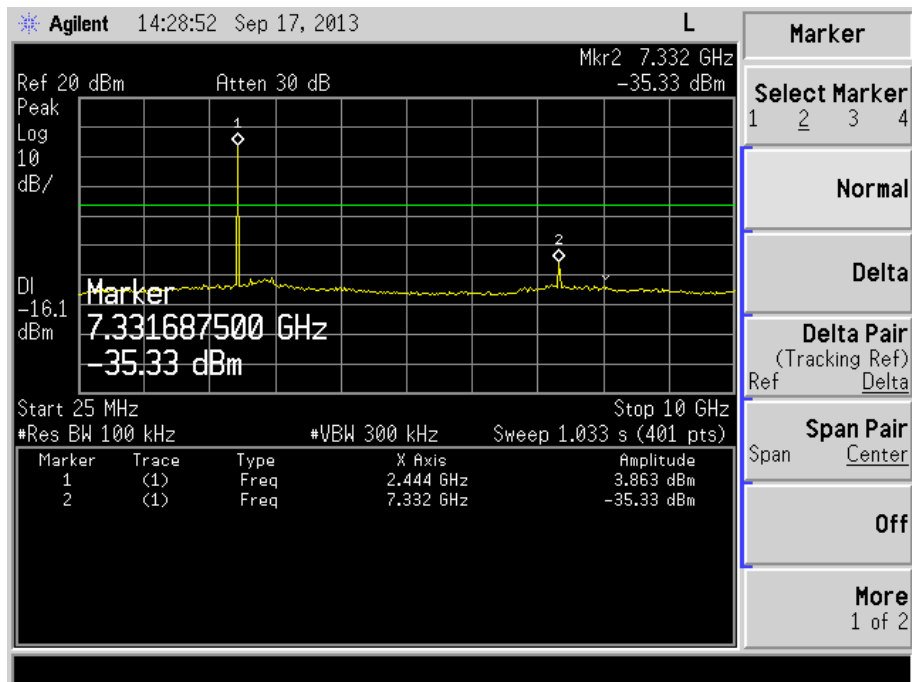 Agilent 14:28:52 Sep 17, 2013 L
Mkr2 7.332 GHz
Ref 20 dBm Atten 30 dB -35.33 dBm
Peak
Log
10
dB/
1
2
DI
-16.1
dBm
Marker
7.331687500 GHz
-35.33 dBm
Start 25 MHz Stop 10 GHz
#Res BW 100 kHz #VBW 300 kHz Sweep 1.033 s (401 pts)
Marker Trace Type X Axis Amplitude
1 (1) Freq 2.444 GHz 3.863 dBm
2 (1) Freq 7.332 GHz -35.33 dBm
Marker
Select Marker
1 2 3 4
Normal
Delta
Delta Pair
(Tracking Ref)
Ref Delta
Span Pair
Span Center
Off
More
1 of 2